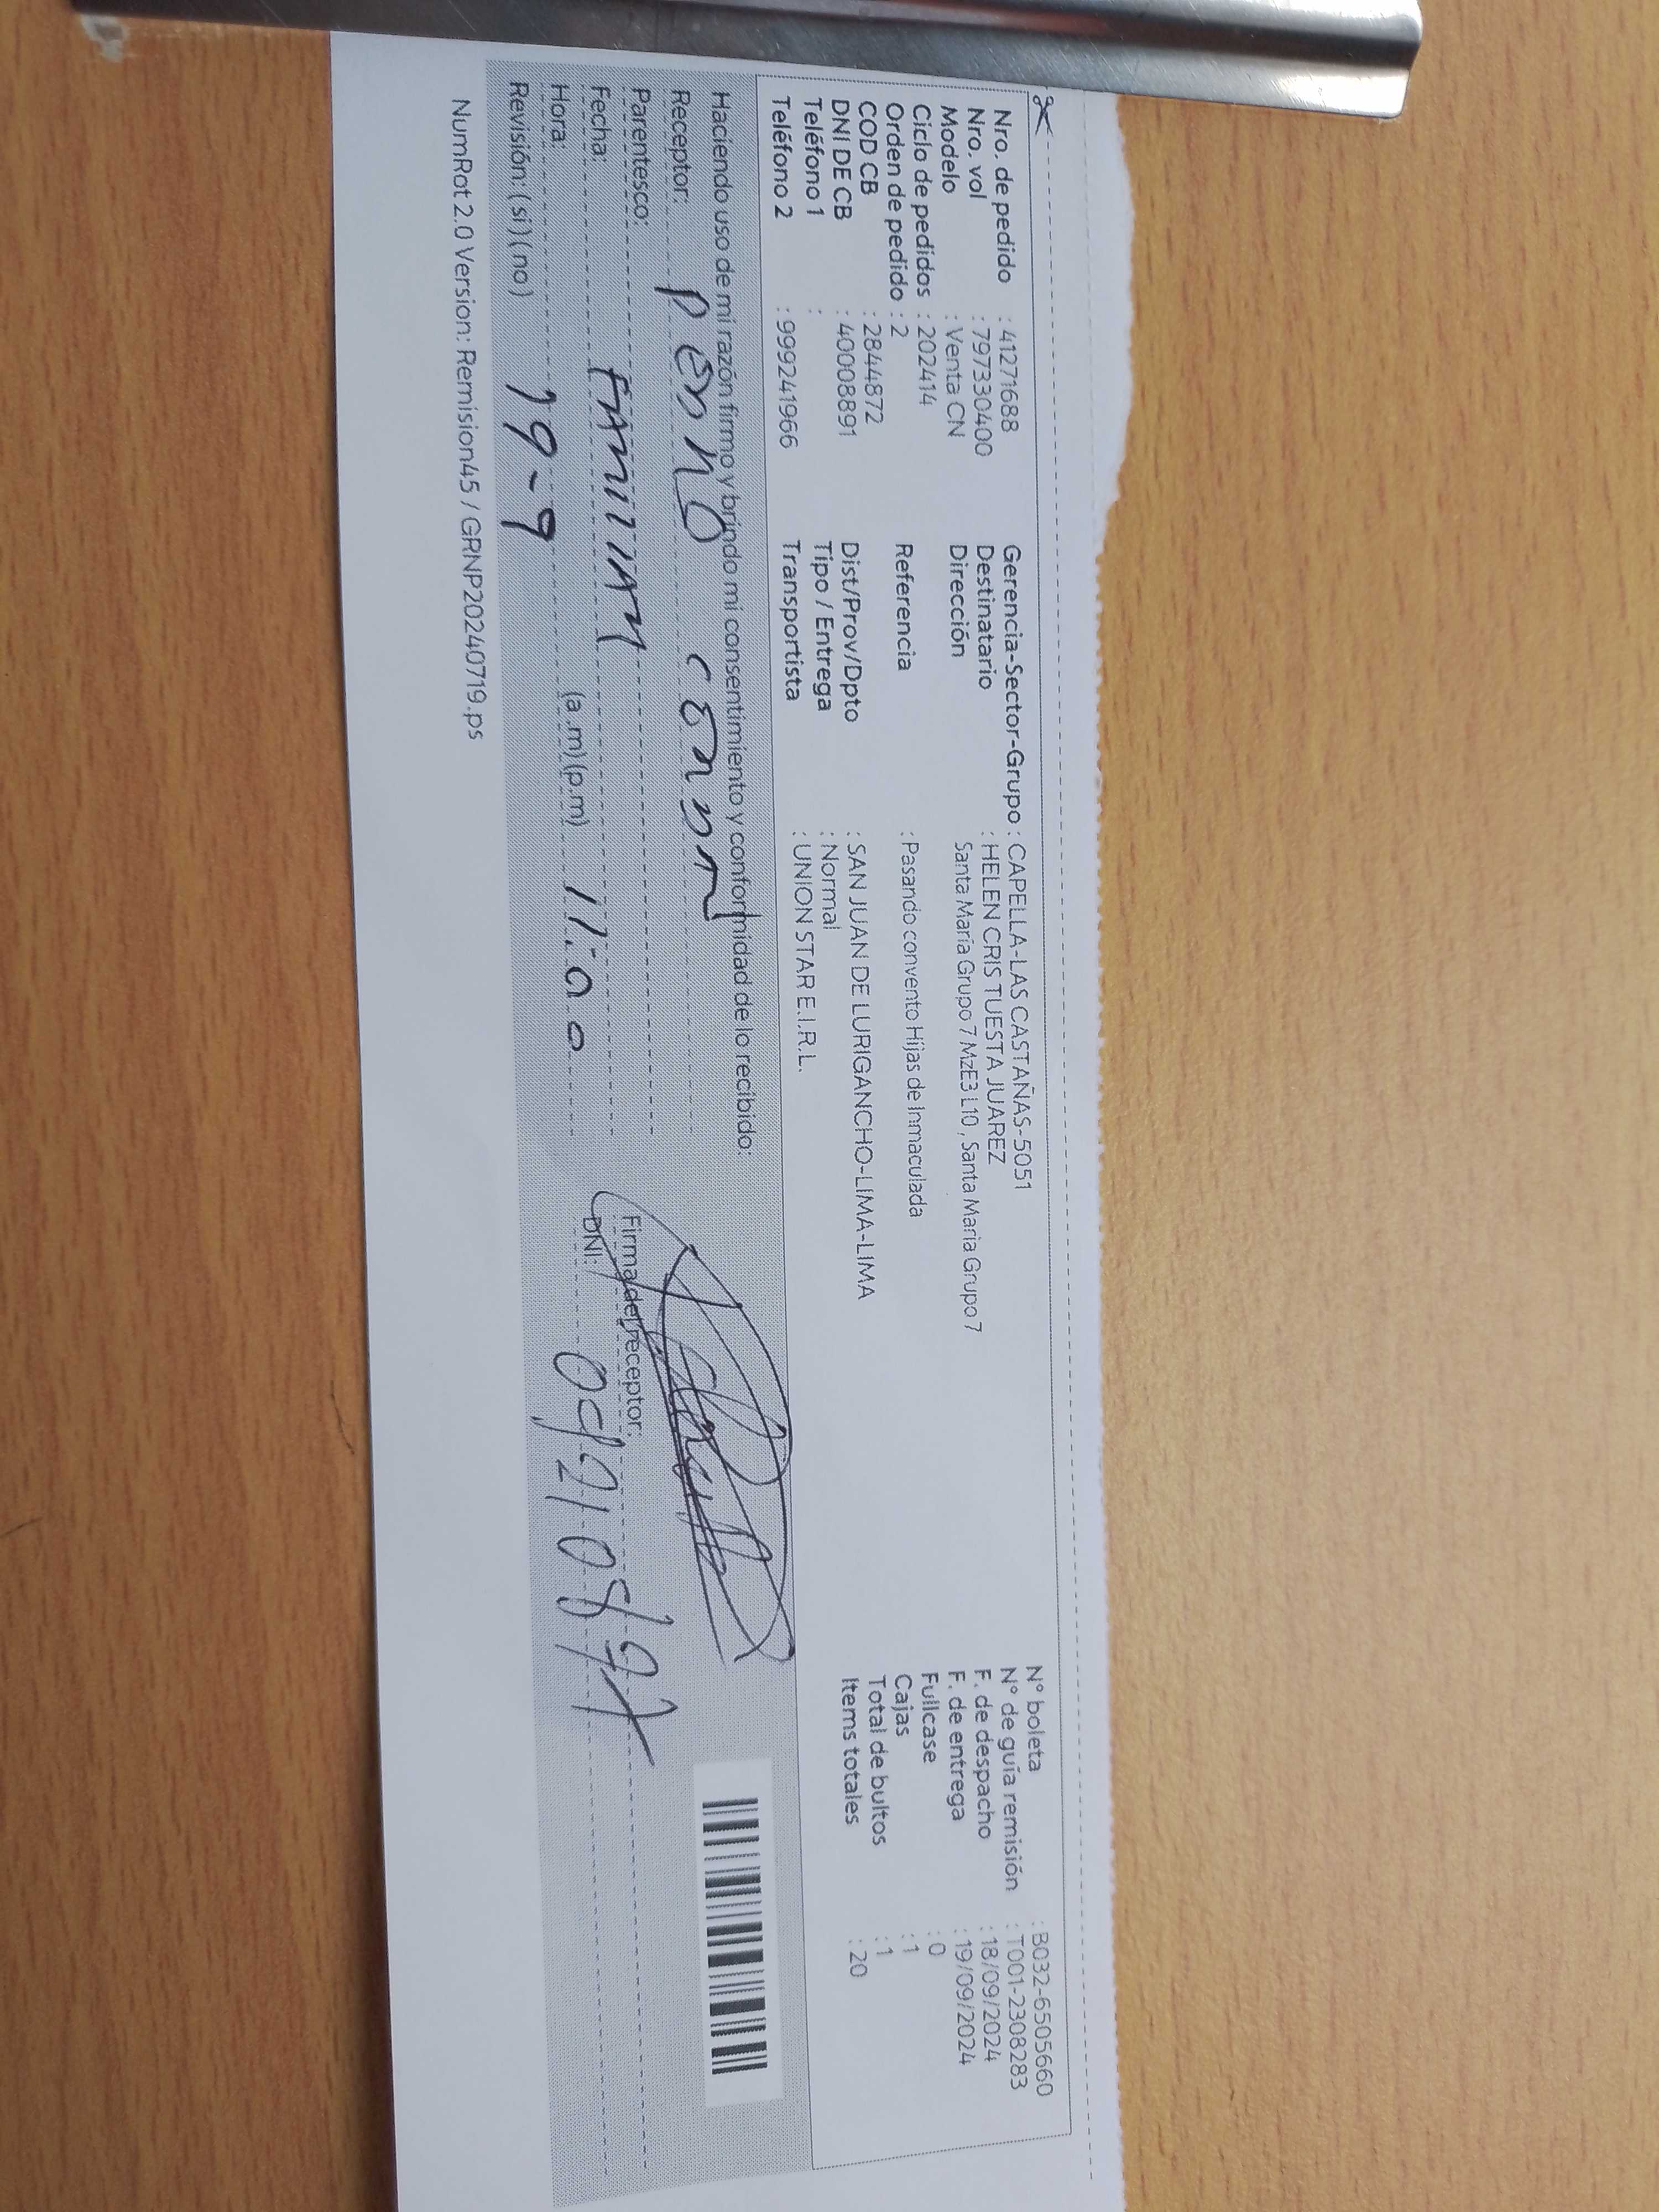 Nro. de pedido : 41271688
Nro. vol : 797330400
Modelo : Venta CN
Ciclo de pedidos : 202414
Orden de pedido : 2
COD CB : 2844872
DNI DE CB : 40008891
Teléfono 1 :
Teléfono 2 : 999241966
Gerencia-Sector-Grupo : CAPELLA-LAS CASTAÑAS-5051
Destinatario : HELEN CRIS TUESTA JUAREZ
Dirección Santa Maria Grupo 7 MzE3 L10 , Santa Maria Grupo 7
Referencia : Pasando convento Hijas de Inmaculada
Dist/Prov/Dpto : SAN JUAN DE LURIGANCHO-LIMA-LIMA
Tipo / Entrega : Normal
Transportista : UNION STAR E.I.R.L.
N° boleta : B032-6505660
N° de guía remisión : T001-2308283
F. de despacho : 18/09/2024
F. de entrega : 19/09/2024
Fullcase : 0
Cajas : 1
Total de bultos : 1
Items totales : 20
Haciendo uso de mi razón firmo y brindo mi consentimiento y conformidad de lo recibido:
Receptor:
Parentesco: FAMILIAR
Fecha: 19-9
Hora: (a.m) (p.m) 11:00
Revisión: (si) (no)
Firma del receptor:
DNI:
NumRot 2.0 Version: Remision45 / GRNP20240719.ps